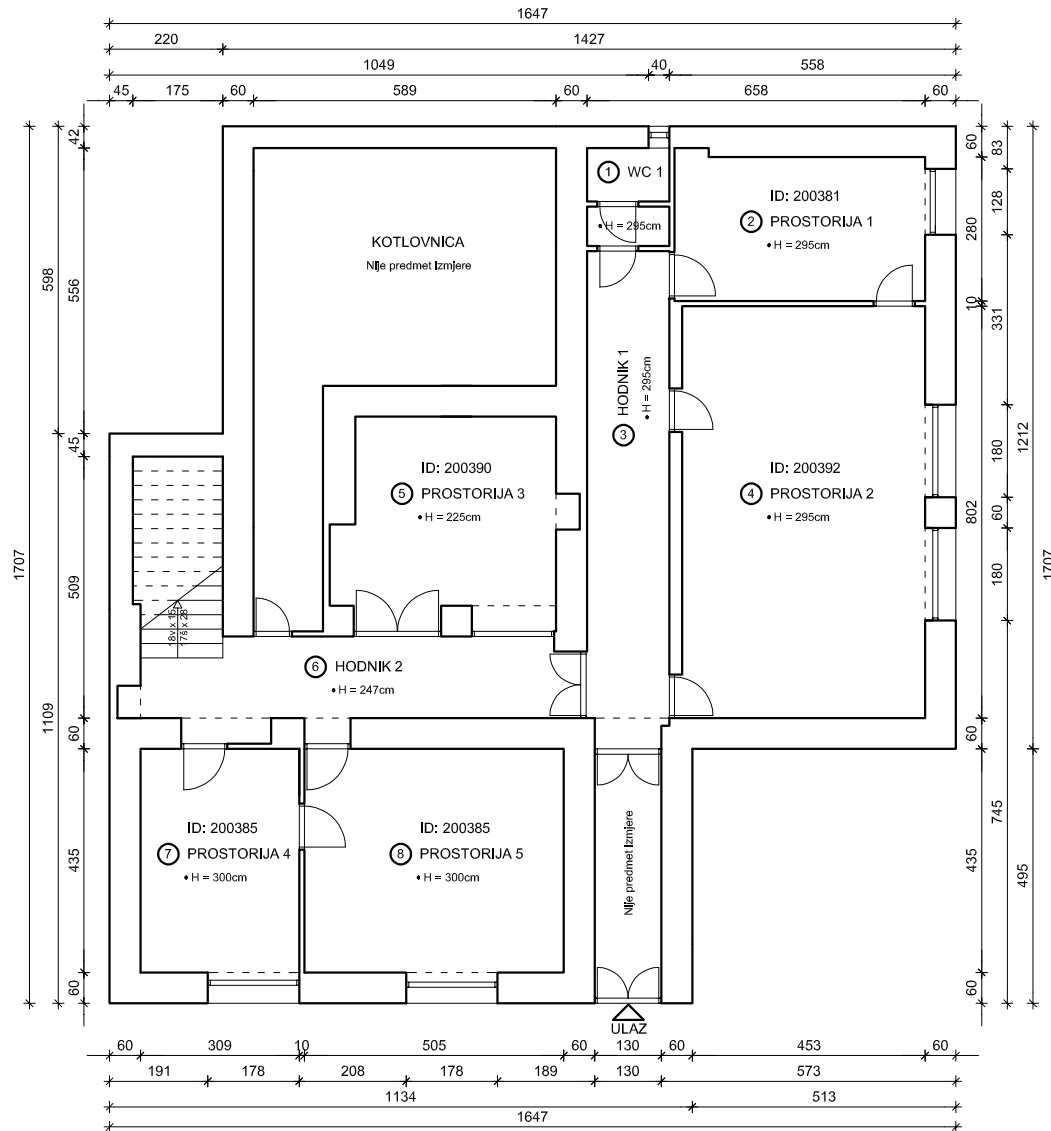 1647
220 1427
1049 40 558
45 175 60 589 60 658 60
1 WC 1
• H = 295cm
ID: 200381
2 PROSTORIJA 1
• H = 295cm
KOTLOVNICA
Nije predmet Izmjere
3 HODNIK 1
• H = 295cm
ID: 200390
5 PROSTORIJA 3
• H = 225cm
ID: 200392
4 PROSTORIJA 2
• H = 295cm
18v x 15
17š x 28
6 HODNIK 2
• H = 247cm
ID: 200385
7 PROSTORIJA 4
• H = 300cm
ID: 200385
8 PROSTORIJA 5
• H = 300cm
Nije predmet Izmjere
ULAZ
1707
598 1109
42 556 45 509 60 435 60
60 280 10 802 60 435 60
83 128 331 180 60 180 745
1212 495
1707
60 309 10 505 60 130 60 453 60
191 178 208 178 189 130 573
1134 513
1647